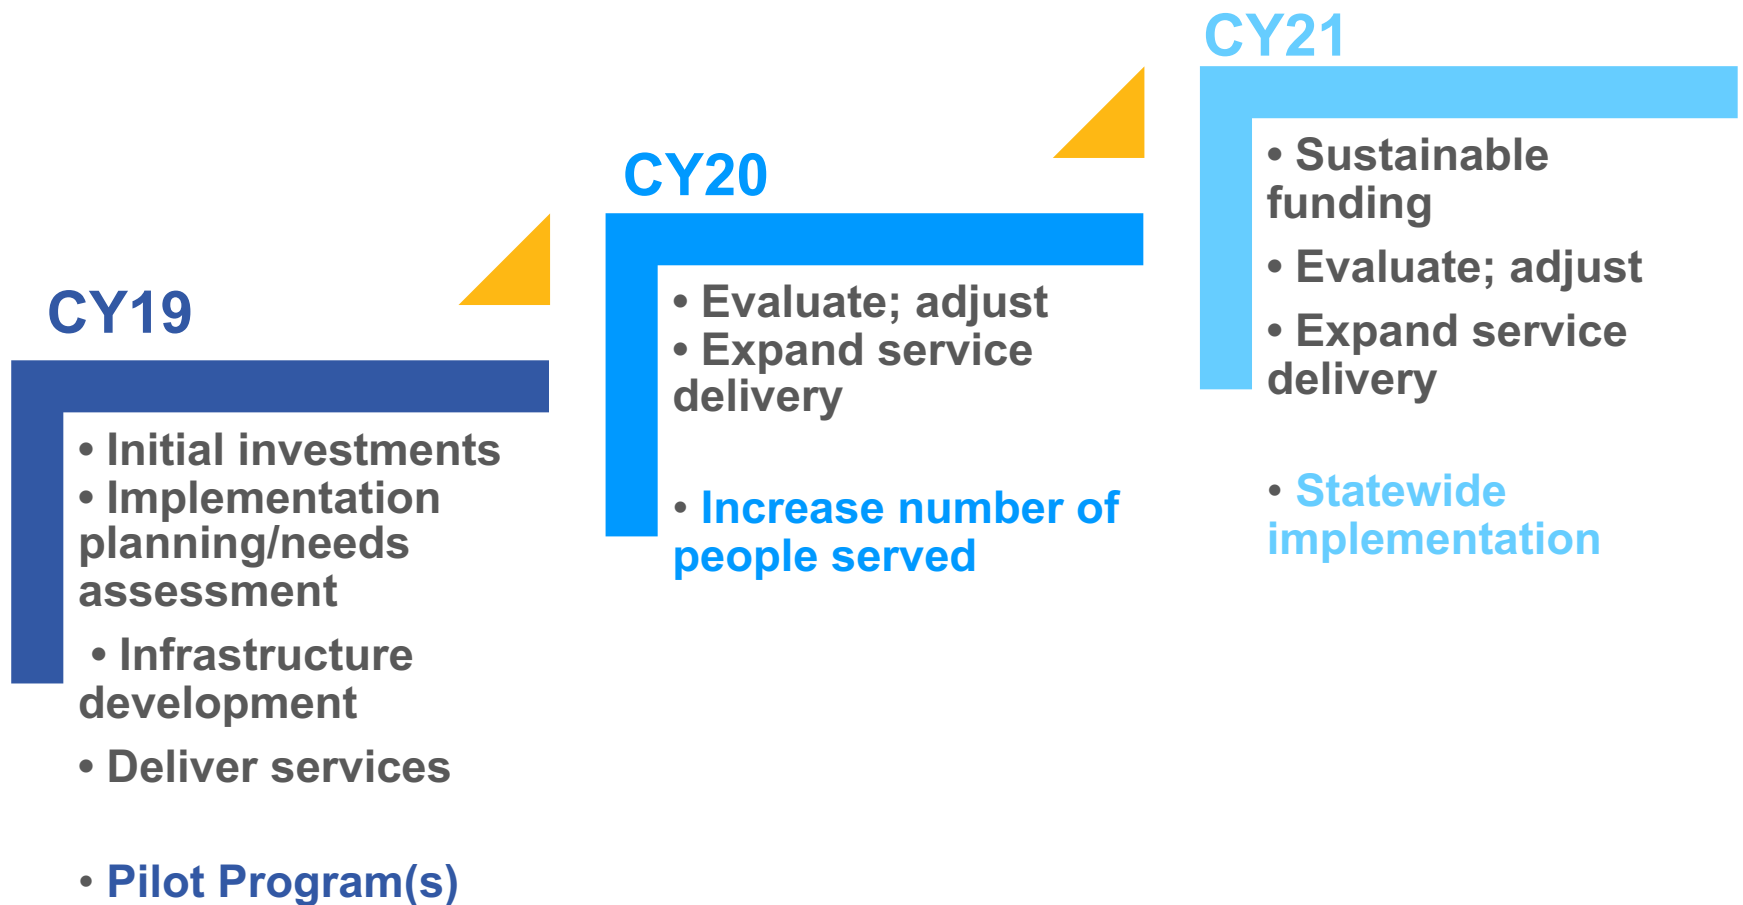 CY19
• Initial investments
• Implementation
planning/needs
assessment
• Infrastructure
development
• Deliver services
• Pilot Program(s)
CY20
• Evaluate; adjust
• Expand service
delivery
• Increase number of
people served
CY21
• Sustainable
funding
• Evaluate; adjust
• Expand service
delivery
• Statewide
implementation